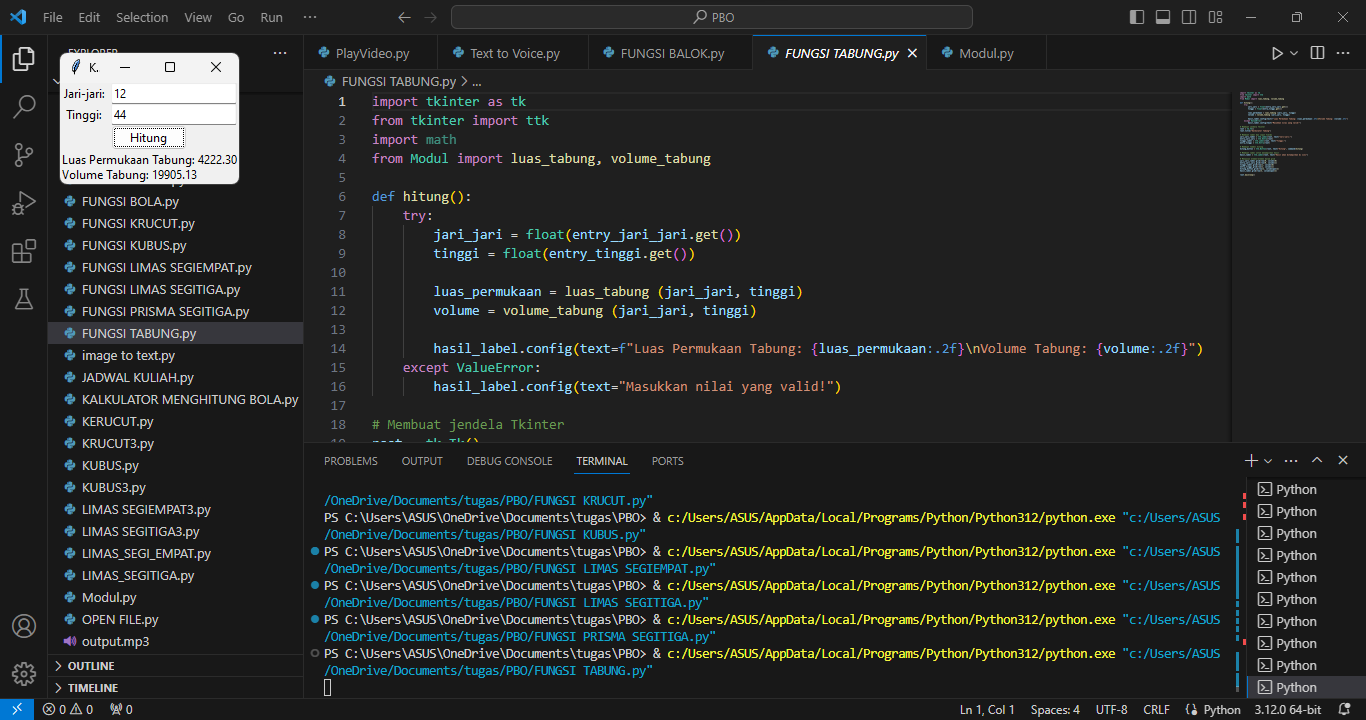 File Edit Selection View Go Run ··· PBO
EXPLORER ···
K.
Jari-jari: 12
Tinggi: 44
Hitung
Luas Permukaan Tabung: 4222.30
Volume Tabung: 19905.13
FUNGSI BOLA.py
FUNGSI KRUCUT.py
FUNGSI KUBUS.py
FUNGSI LIMAS SEGIEMPAT.py
FUNGSI LIMAS SEGITIGA.py
FUNGSI PRISMA SEGITIGA.py
FUNGSI TABUNG.py
image to text.py
JADWAL KULIAH.py
KALKULATOR MENGHITUNG BOLA.py
KERUCUT.py
KRUCUT3.py
KUBUS.py
KUBUS3.py
LIMAS SEGIEMPAT3.py
LIMAS SEGITIGA3.py
LIMAS_SEGI_EMPAT.py
LIMAS_SEGITIGA.py
Modul.py
OPEN FILE.py
output.mp3
OUTLINE
TIMELINE
PlayVideo.py Text to Voice.py FUNGSI BALOK.py FUNGSI TABUNG.py Modul.py
FUNGSI TABUNG.py > ...
1 import tkinter as tk
2 from tkinter import ttk
3 import math
4 from Modul import luas_tabung, volume_tabung
5
6 def hitung():
7 try:
8 jari_jari = float(entry_jari_jari.get())
9 tinggi = float(entry_tinggi.get())
10
11 luas_permukaan = luas_tabung (jari_jari, tinggi)
12 volume = volume_tabung (jari_jari, tinggi)
13
14 hasil_label.config(text=f"Luas Permukaan Tabung: {luas_permukaan:.2f}\nVolume Tabung: {volume:.2f}")
15 except ValueError:
16 hasil_label.config(text="Masukkan nilai yang valid!")
17
18 # Membuat jendela Tkinter
19 root = tk.Tk()
PROBLEMS OUTPUT DEBUG CONSOLE TERMINAL PORTS
/OneDrive/Documents/tugas/PBO/FUNGSI KRUCUT.py"
PS C:\Users\ASUS\OneDrive\Documents\tugas\PBO> & c:/Users/ASUS/AppData/Local/Programs/Python/Python312/python.exe "c:/Users/ASUS
/OneDrive/Documents/tugas/PBO/FUNGSI KUBUS.py"
PS C:\Users\ASUS\OneDrive\Documents\tugas\PBO> & c:/Users/ASUS/AppData/Local/Programs/Python/Python312/python.exe "c:/Users/ASUS
/OneDrive/Documents/tugas/PBO/FUNGSI LIMAS SEGIEMPAT.py"
PS C:\Users\ASUS\OneDrive\Documents\tugas\PBO> & c:/Users/ASUS/AppData/Local/Programs/Python/Python312/python.exe "c:/Users/ASUS
/OneDrive/Documents/tugas/PBO/FUNGSI LIMAS SEGITIGA.py"
PS C:\Users\ASUS\OneDrive\Documents\tugas\PBO> & c:/Users/ASUS/AppData/Local/Programs/Python/Python312/python.exe "c:/Users/ASUS
/OneDrive/Documents/tugas/PBO/FUNGSI PRISMA SEGITIGA.py"
PS C:\Users\ASUS\OneDrive\Documents\tugas\PBO> & c:/Users/ASUS/AppData/Local/Programs/Python/Python312/python.exe "c:/Users/ASUS
/OneDrive/Documents/tugas/PBO/FUNGSI TABUNG.py"
Python
Python
Python
Python
Python
Python
Python
Python
Python
Python
0 0 0 Ln 1, Col 1 Spaces: 4 UTF-8 CRLF Python 3.12.0 64-bit